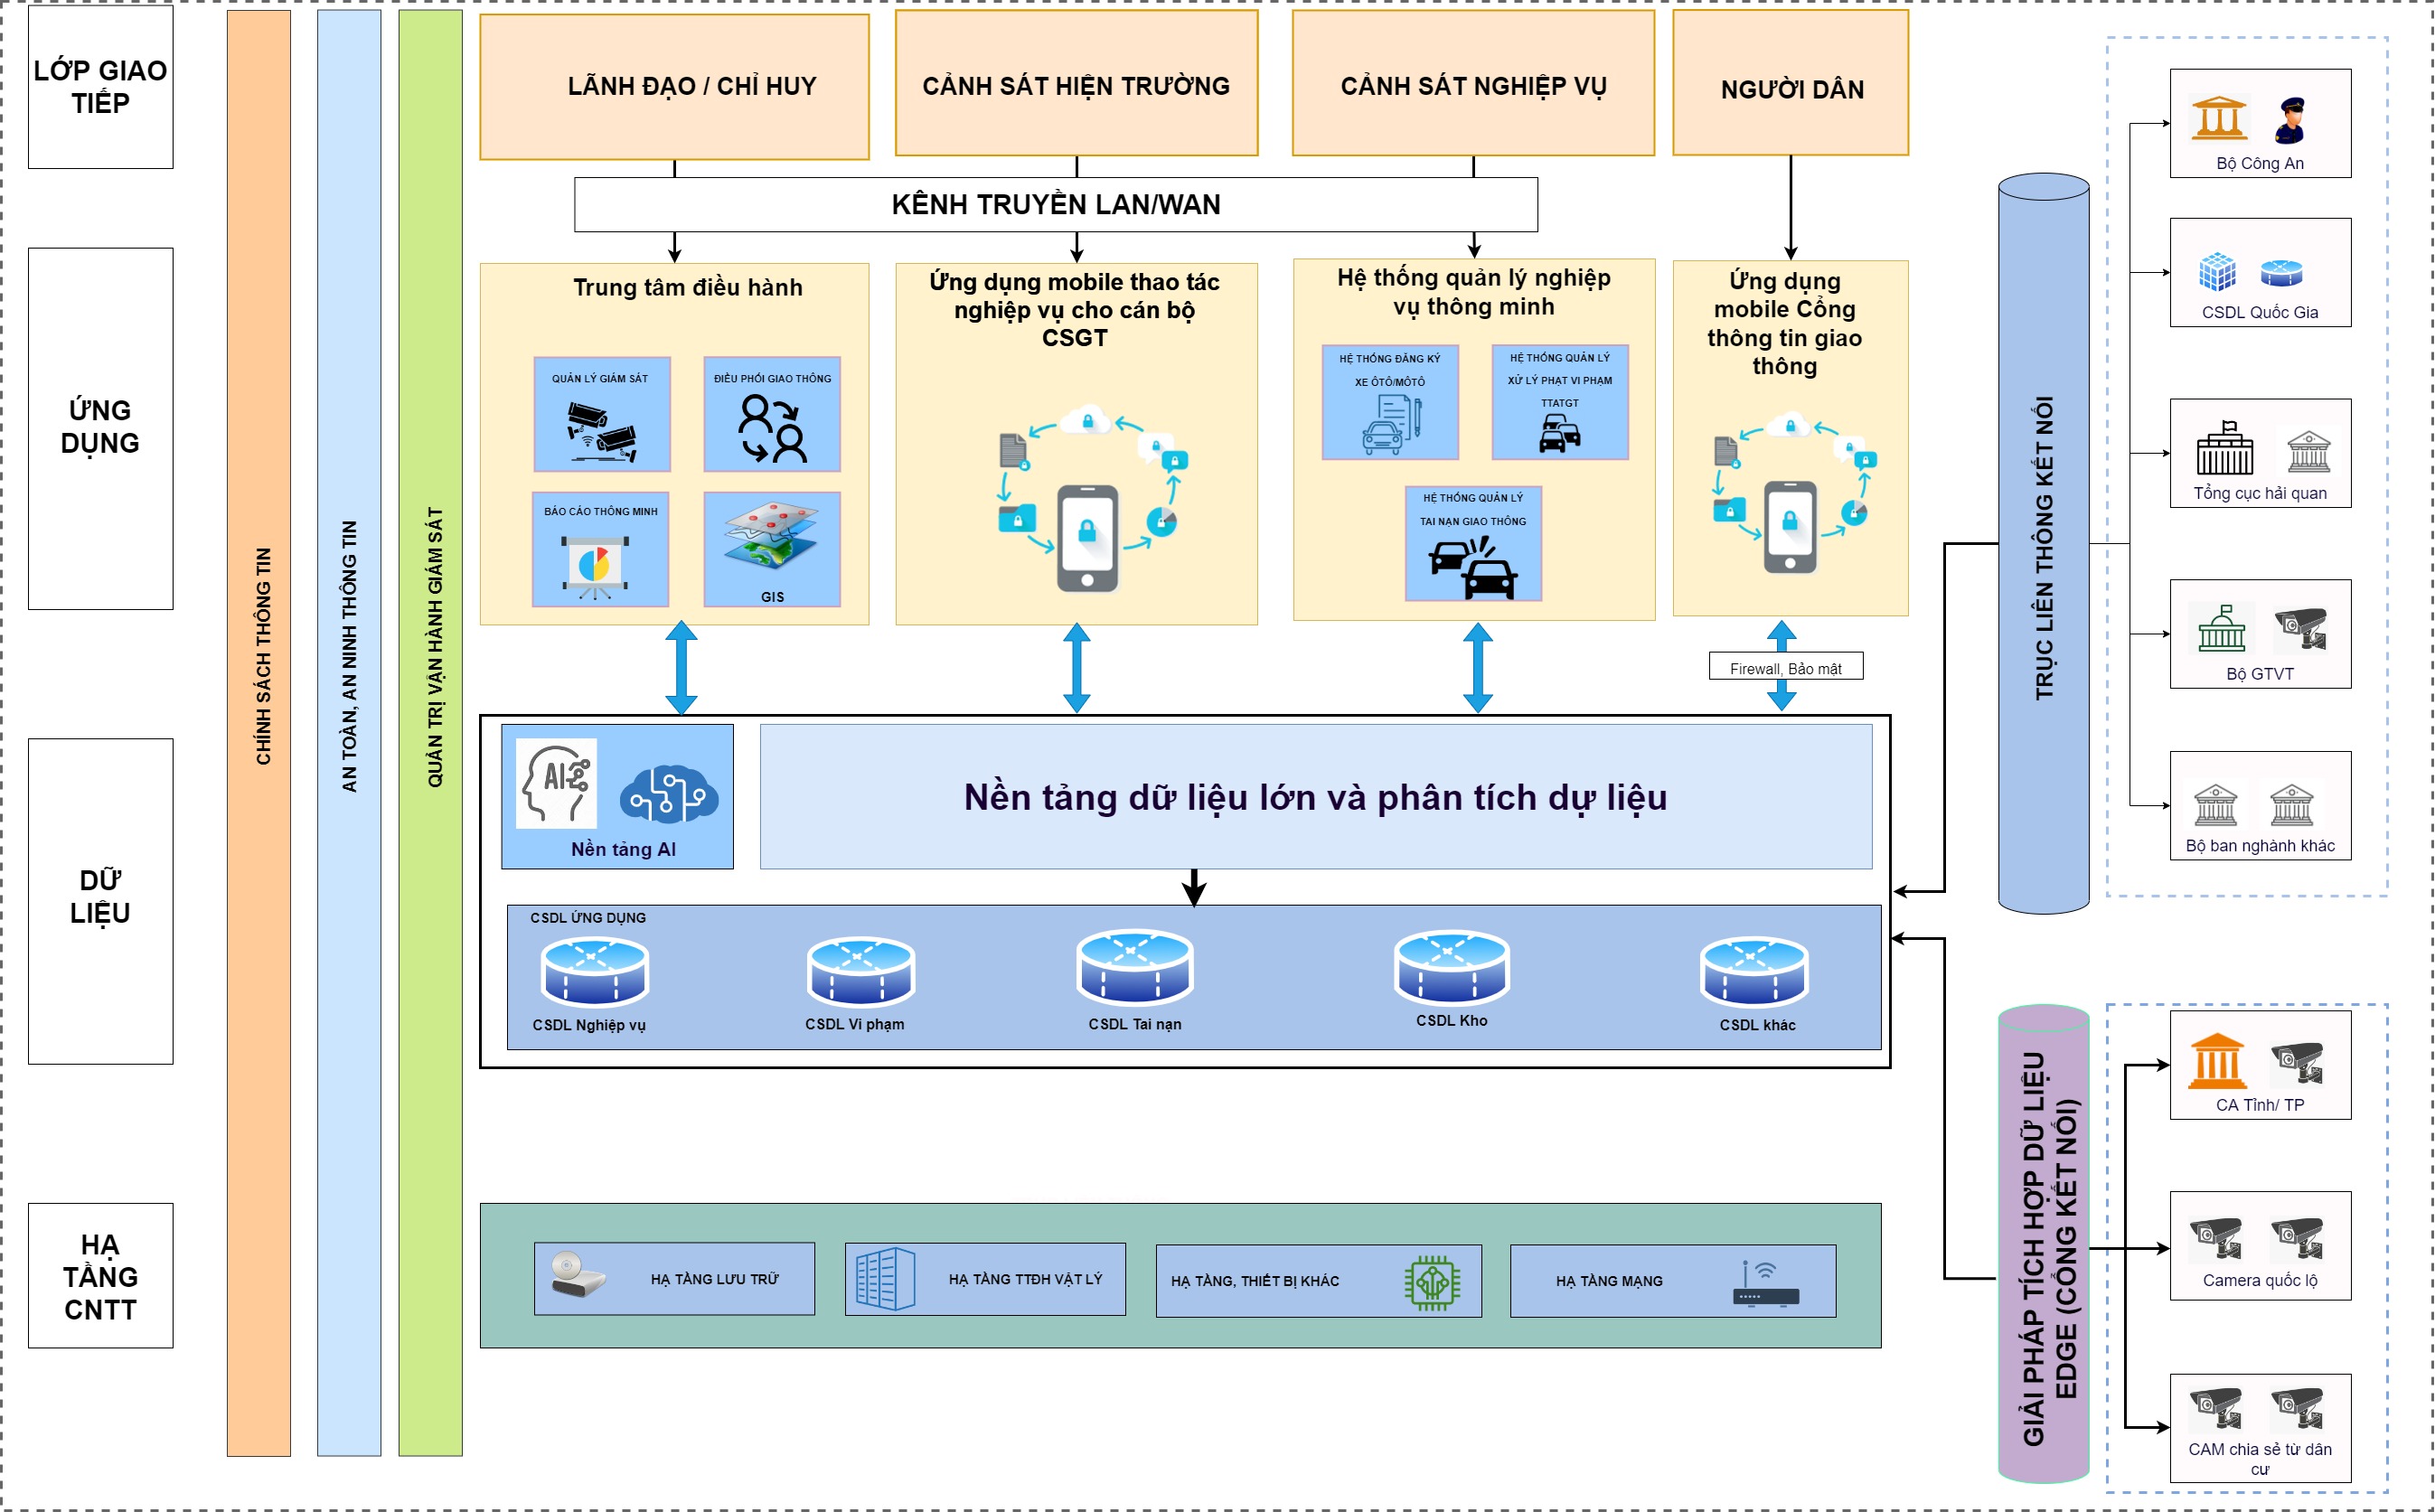 LỚP GIAO
TIẾP
ỨNG
DỤNG
DỮ
LIỆU
HẠ
TẦNG
CNTT
CHÍNH SÁCH THÔNG TIN
AN TOÀN, AN NINH THÔNG TIN
QUẢN TRỊ VẬN HÀNH GIÁM SÁT
LÃNH ĐẠO / CHỈ HUY
CẢNH SÁT HIỆN TRƯỜNG
CẢNH SÁT NGHIỆP VỤ
NGƯỜI DÂN
KÊNH TRUYỀN LAN/WAN
Trung tâm điều hành
QUẢN LÝ GIÁM SÁT
ĐIỀU PHỐI GIAO THÔNG
BÁO CÁO THÔNG MINH
GIS
Ứng dụng mobile thao tác
nghiệp vụ cho cán bộ
CSGT
Hệ thống quản lý nghiệp
vụ thông minh
HỆ THỐNG ĐĂNG KÝ
XE ÔTÔ/MÔTÔ
HỆ THỐNG QUẢN LÝ
XỬ LÝ PHẠT VI PHẠM
TTATGT
HỆ THỐNG QUẢN LÝ
TAI NẠN GIAO THÔNG
Ứng dụng
mobile Cổng
thông tin giao
thông
Firewall, Bảo mật
AI
Nền tảng AI
Nền tảng dữ liệu lớn và phân tích dự liệu
CSDL ỨNG DỤNG
CSDL Nghiệp vụ
CSDL Vi phạm
CSDL Tai nạn
CSDL Kho
CSDL khác
HẠ TẦNG LƯU TRỮ
HẠ TẦNG TTĐH VẬT LÝ
HẠ TẦNG, THIẾT BỊ KHÁC
HẠ TẦNG MẠNG
TRỤC LIÊN THÔNG KẾT NỐI
Bộ Công An
CSDL Quốc Gia
Tổng cục hải quan
Bộ GTVT
Bộ ban nghành khác
GIẢI PHÁP TÍCH HỢP DỮ LIỆU
EDGE (CỔNG KẾT NỐI)
CA Tỉnh/ TP
Camera quốc lộ
CAM chia sẻ từ dân
cư